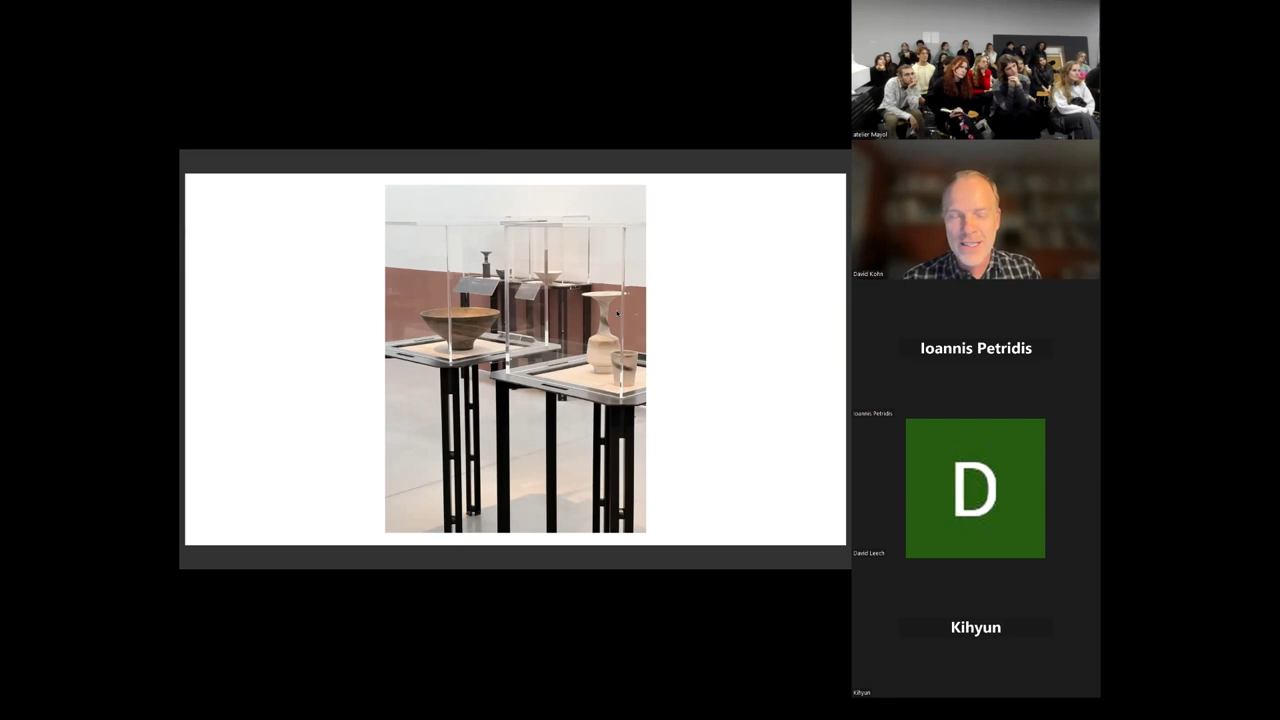 atelier Mayol
David Kohn
Ioannis Petridis
Ioannis Petridis
D
David Leech
Kihyun
Kihyun